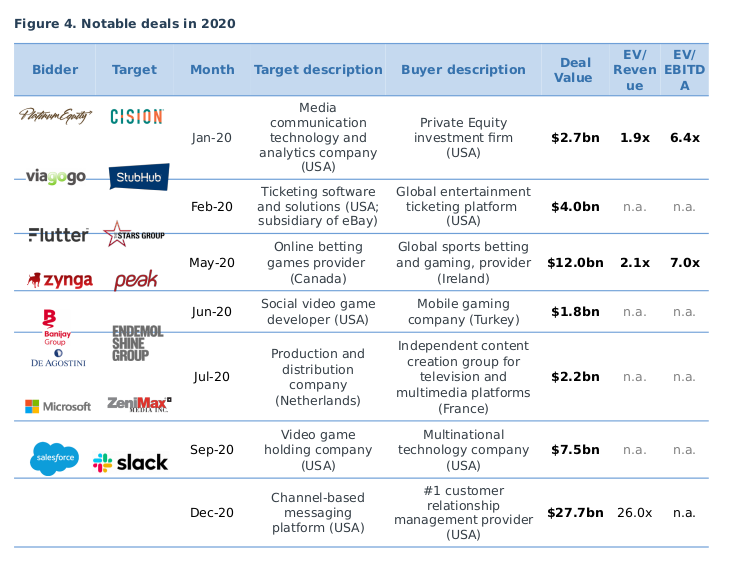 Figure 4. Notable deals in 2020
Bidder
Target
Month
Target description
Buyer description
Deal
Value
EV/
Reven
ue
EV/
EBITD
A
Platinum Equity
CISION
Jan-20
Media
communication
technology and
analytics company
(USA)
Private Equity
investment firm
(USA)
$2.7bn
1.9x
6.4x
viagogo
StubHub
Feb-20
Ticketing software
and solutions (USA;
subsidiary of eBay)
Global entertainment
ticketing platform
(USA)
$4.0bn
n.a.
n.a.
Flutter
THE STARS GROUP
May-20
Online betting
games provider
(Canada)
Global sports betting
and gaming, provider
(Ireland)
$12.0bn
2.1x
7.0x
zynga
peak
Jun-20
Social video game
developer (USA)
Mobile gaming
company (Turkey)
$1.8bn
n.a.
n.a.
Banijay
Group
DE AGOSTINI
ENDEMOL
SHINE
GROUP
Jul-20
Production and
distribution
company
(Netherlands)
Independent content
creation group for
television and
multimedia platforms
(France)
$2.2bn
n.a.
n.a.
Microsoft
ZeniMax
MEDIA INC.
Sep-20
Video game
holding company
(USA)
Multinational
technology company
(USA)
$7.5bn
n.a.
n.a.
salesforce
slack
Dec-20
Channel-based
messaging
platform (USA)
#1 customer
relationship
management provider
(USA)
$27.7bn
26.0x
n.a.